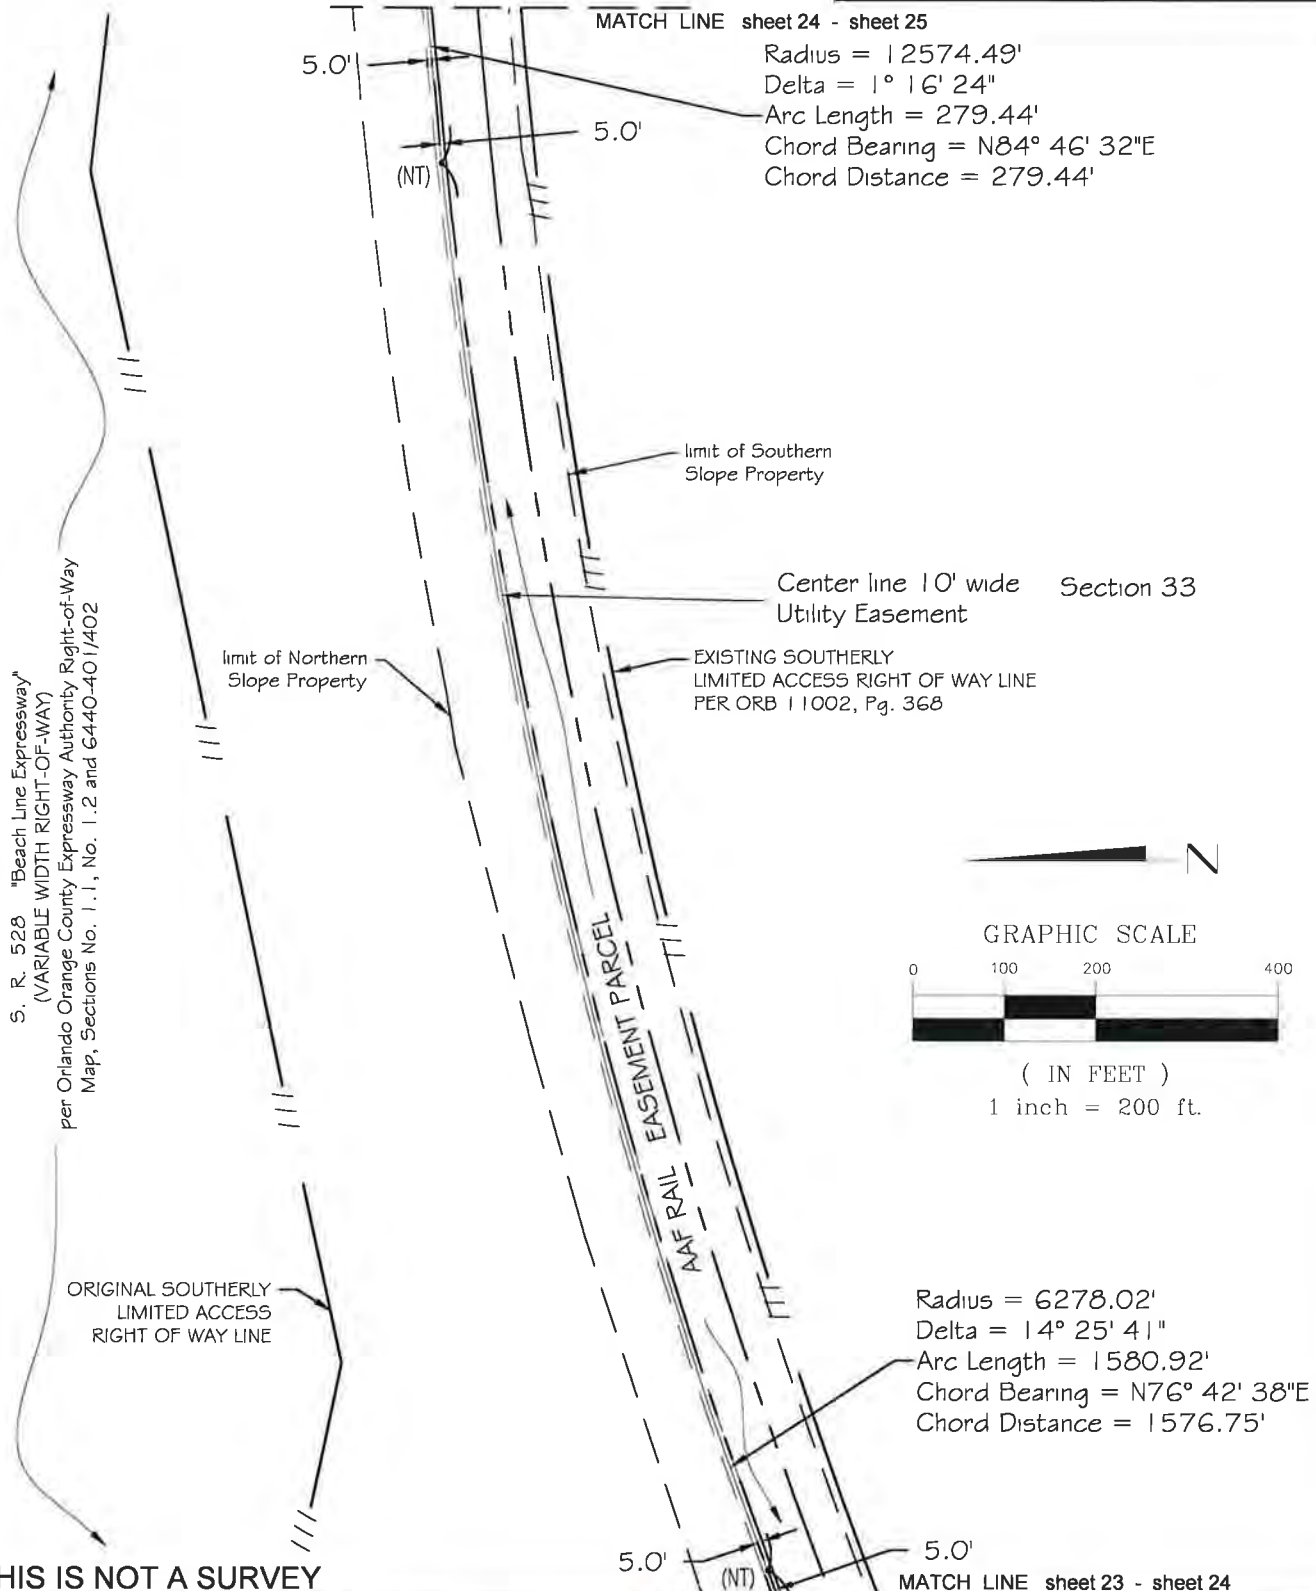 MATCH LINE sheet 24 - sheet 25
5.0'
Radius = 12574.49'
Delta = 1° 16' 24"
Arc Length = 279.44'
Chord Bearing = N84° 46' 32"E
Chord Distance = 279.44'
5.0'
(NT)
limit of Southern
Slope Property
Center line 10' wide
Utility Easement
Section 33
limit of Northern
Slope Property
EXISTING SOUTHERLY
LIMITED ACCESS RIGHT OF WAY LINE
PER ORB 11002, Pg. 368
S. R. 528 "Beach Line Expressway"
(VARIABLE WIDTH RIGHT-OF-WAY)
per Orlando Orange County Expressway Authority Right-of-Way
Map, Sections No. 1.1, No. 1.2 and 6440-401/402
N
GRAPHIC SCALE
0 100 200 400
( IN FEET )
1 inch = 200 ft.
AAF RAIL EASEMENT PARCEL
ORIGINAL SOUTHERLY
LIMITED ACCESS
RIGHT OF WAY LINE
Radius = 6278.02'
Delta = 14° 25' 41"
Arc Length = 1580.92'
Chord Bearing = N76° 42' 38"E
Chord Distance = 1576.75'
5.0'
5.0'
(NT)
HIS IS NOT A SURVEY
MATCH LINE sheet 23 - sheet 24